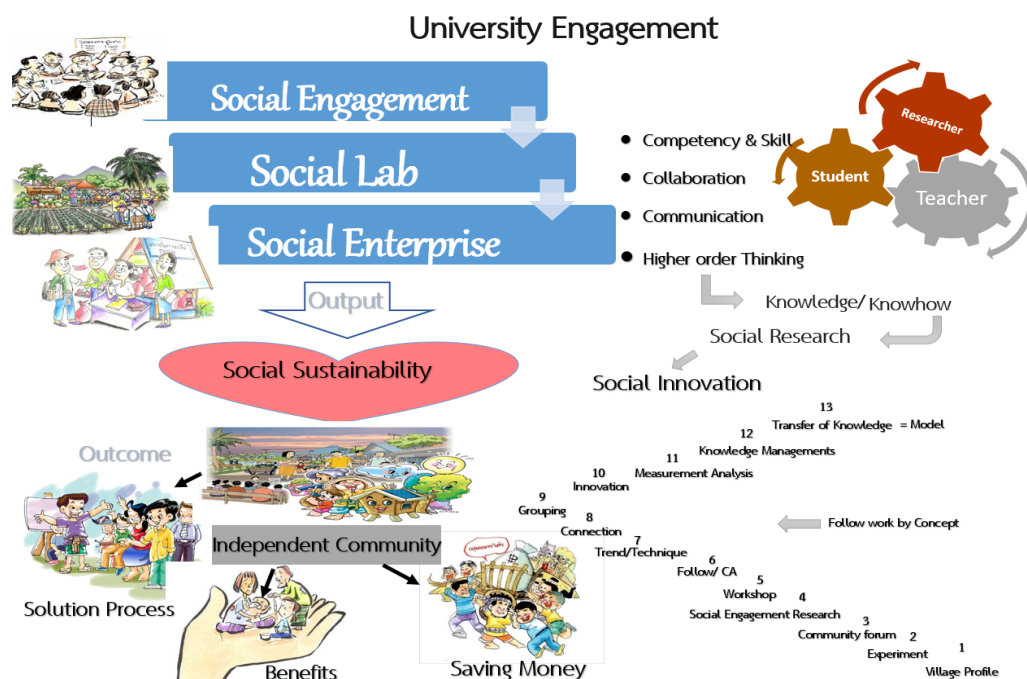 University Engagement
Social Engagement
Social Lab
Social Enterprise
Output
Social Sustainability
Outcome
Independent Community
Solution Process
Benefits
Saving Money
• Competency & Skill
• Collaboration
• Communication
• Higher order Thinking
Researcher
Student
Teacher
Knowledge/ Knowhow
Social Research
Social Innovation
13
Transfer of Knowledge = Model
12
Knowledge Managements
11
Measurement Analysis
10
Innovation
9
Grouping
8
Connection
7
Trend/Technique
6
Follow/ CA
5
Workshop
4
Social Engagement Research
3
Community forum
2
Experiment
1
Village Profile
Follow work by Concept